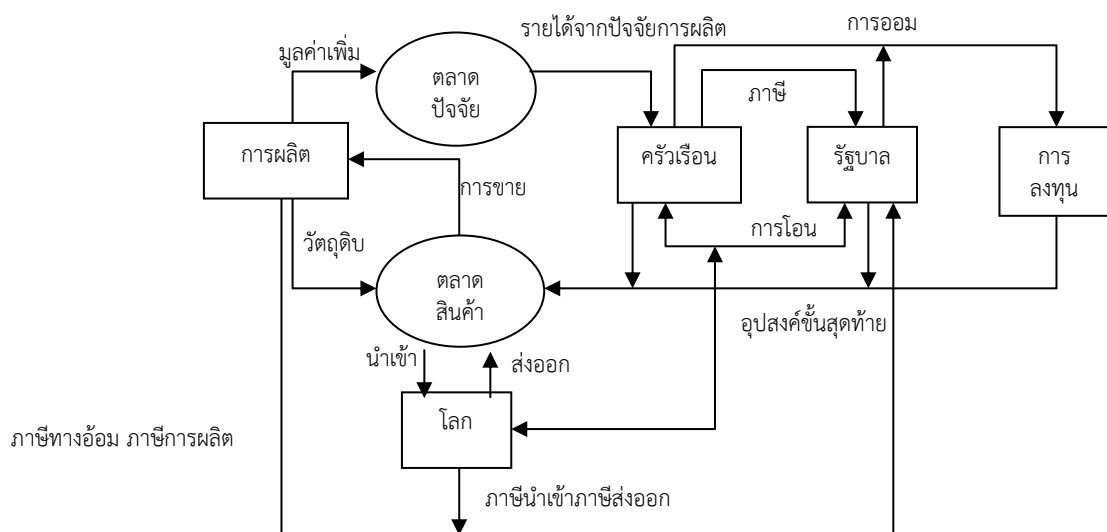 รายได้จากปัจจัยการผลิต
การออม
มูลค่าเพิ่ม
ตลาด
ปัจจัย
ภาษี
การผลิต
ครัวเรือน
รัฐบาล
การ
ลงทุน
การขาย
การโอน
วัตถุดิบ
ตลาด
สินค้า
อุปสงค์ขั้นสุดท้าย
นำเข้า
ส่งออก
โลก
ภาษีทางอ้อม ภาษีการผลิต
ภาษีนำเข้าภาษีส่งออก